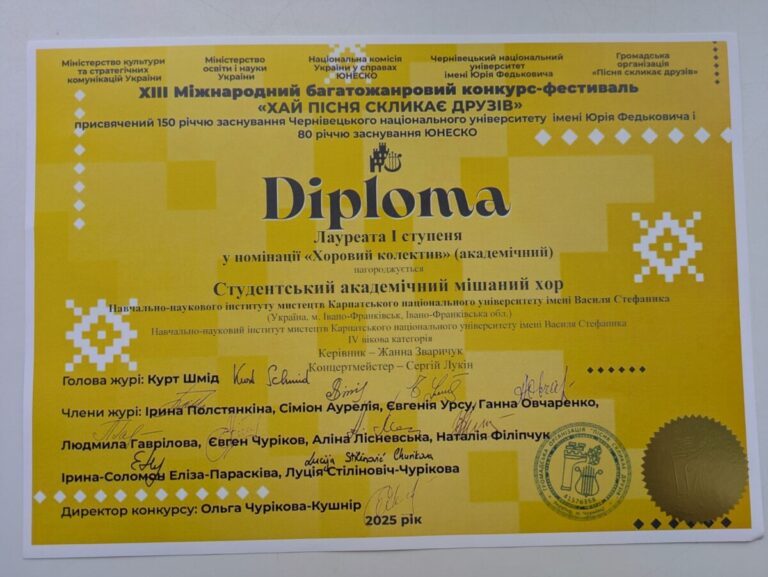 Міністерство культури
та стратегічних
комунікацій України
Міністерство
освіти і науки
України
Національна комісія
України у справах
ЮНЕСКО
Чернівецький національний
університет
імені Юрія Федьковича
Громадська
організація
«Пісня скликає друзів»
XIII Міжнародний багатожанровий конкурс-фестиваль
«ХАЙ ПІСНЯ СКЛИКАЄ ДРУЗІВ»
присвячений 150 річчю заснування Чернівецького національного університету імені Юрія Федьковича і
80 річчю заснування ЮНЕСКО
Diploma
Лауреата І ступеня
у номінації «Хоровий колектив» (академічний)
нагороджується
Студентський академічний мішаний хор
Навчально-наукового інституту мистецтв Карпатського національного університету імені Василя Стефаника
(Україна, м. Івано-Франківськ, Івано-Франківська обл.)
Навчально-науковий інститут мистецтв Карпатського національного університету імені Василя Стефаника
IV вікова категорія
Керівник – Жанна Зваричук
Концертмейстер – Сергій Лукін
Голова журі: Курт Шмід Kurt Schmid
Члени журі: Ірина Полстянкіна, Сіміон Аурелія, Євгенія Урсу, Ганна Овчаренко,
Людмила Гаврілова, Євген Чуріков, Аліна Лісневська, Наталія Філіпчук
Ірина-Соломон Еліза-Парасківа, Луція Стіліновіч-Чурікова
Директор конкурсу: Ольга Чурікова-Кушнір
2025 рік
41576358